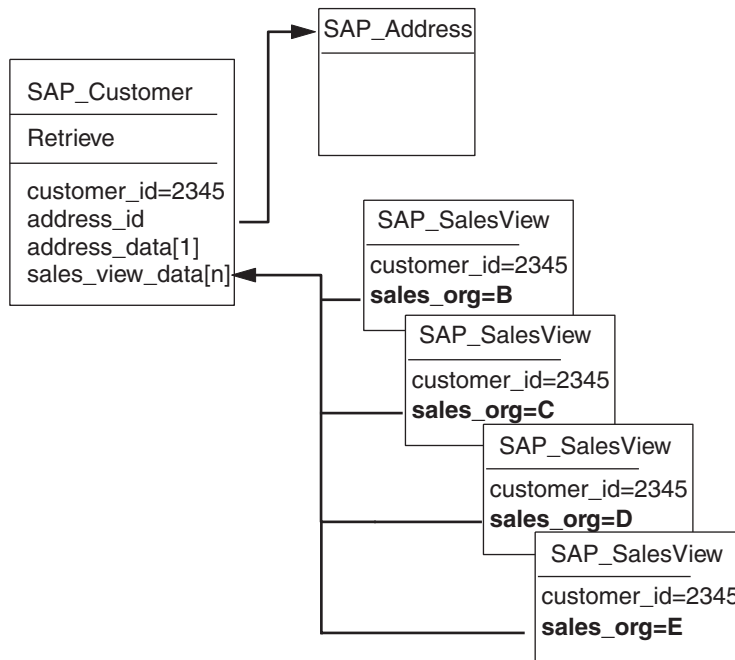 SAP_Address
SAP_Customer
Retrieve
customer_id=2345
address_id
address_data[1]
sales_view_data[n]
SAP_SalesView
customer_id=2345
sales_org=B
SAP_SalesView
customer_id=2345
sales_org=C
SAP_SalesView
customer_id=2345
sales_org=D
SAP_SalesView
customer_id=2345
sales_org=E